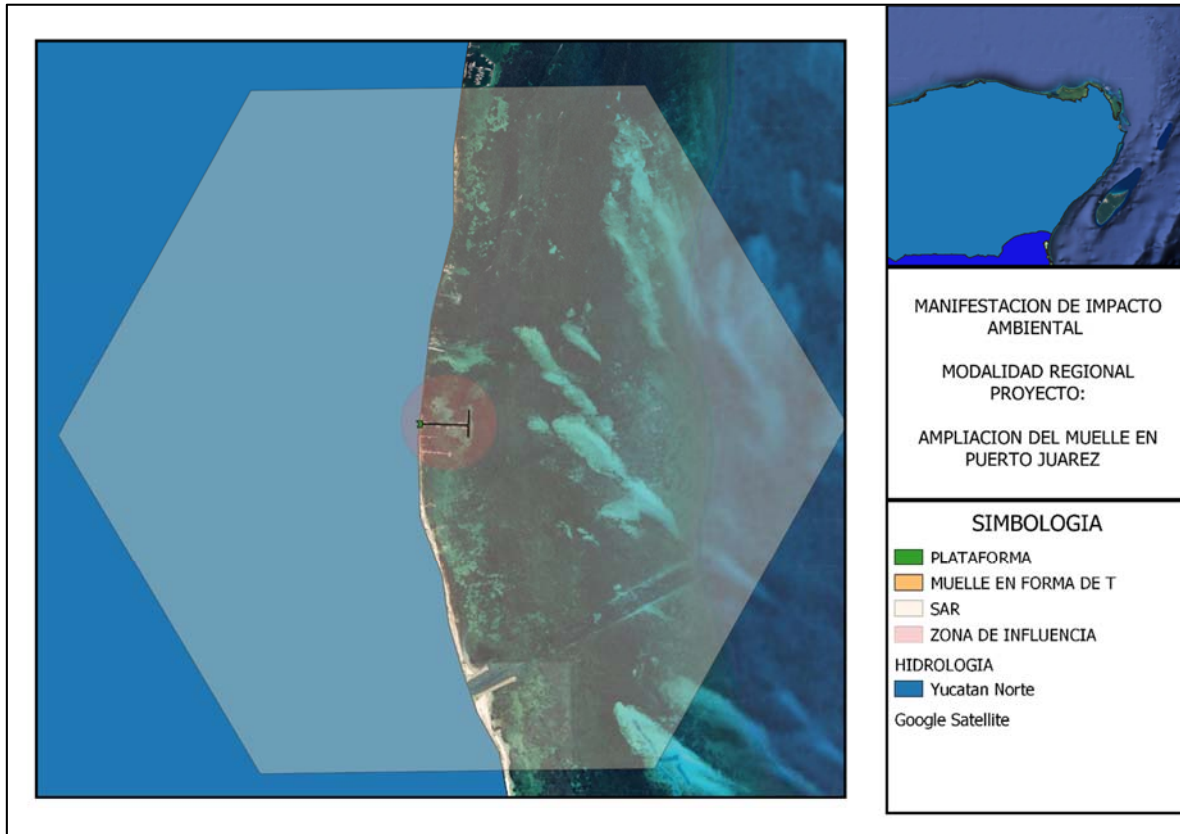 MANIFESTACION DE IMPACTO
AMBIENTAL
MODALIDAD REGIONAL
PROYECTO:
AMPLIACION DEL MUELLE EN
PUERTO JUAREZ
SIMBOLOGIA
PLATAFORMA
MUELLE EN FORMA DE T
SAR
ZONA DE INFLUENCIA
HIDROLOGIA
Yucatan Norte
Google Satellite